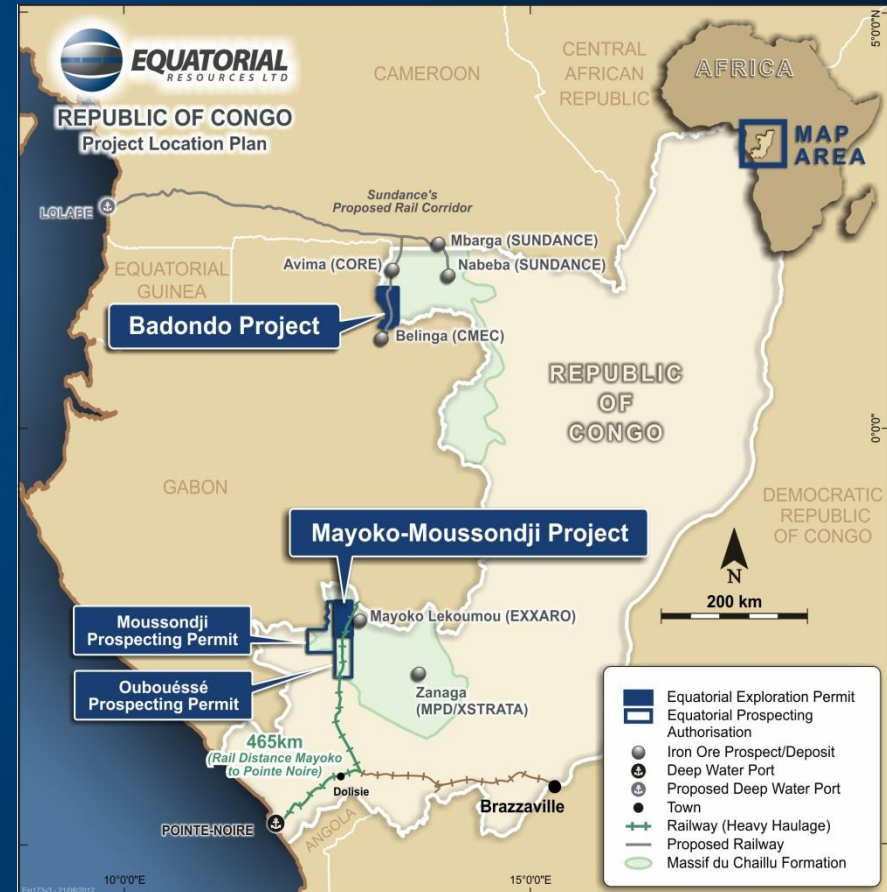 EQUATORIAL
RESOURCES LTD
REPUBLIC OF CONGO
Project Location Plan
CAMEROON
CENTRAL
AFRICAN
REPUBLIC
AFRICA
MAP
AREA
5°0'0"N
LOLABE
Sundance's
Proposed Rail Corridor
Mbarga (SUNDANCE)
Avima (CORE)
Nabeba (SUNDANCE)
EQUATORIAL
GUINEA
Badondo Project
Belinga (CMEC)
REPUBLIC
OF
CONGO
0°0'0"
GABON
DEMOCRATIC
REPUBLIC
OF CONGO
Mayoko-Moussondji Project
N
200 km
Moussondji
Prospecting Permit
Mayoko Lekoumou (EXXARO)
Oubouéssé
Prospecting Permit
Zanaga
(MPD/XSTRATA)
465km
(Rail Distance Mayoko
to Pointe Noire)
Dolisie
Brazzaville
POINTE-NOIRE
ANGOLA
Equatorial Exploration Permit
Equatorial Prospecting
Authorisation
Iron Ore Prospect/Deposit
Deep Water Port
Proposed Deep Water Port
Town
Railway (Heavy Haulage)
Proposed Railway
Massif du Chaillu Formation
10°0'0"E
15°0'0"E